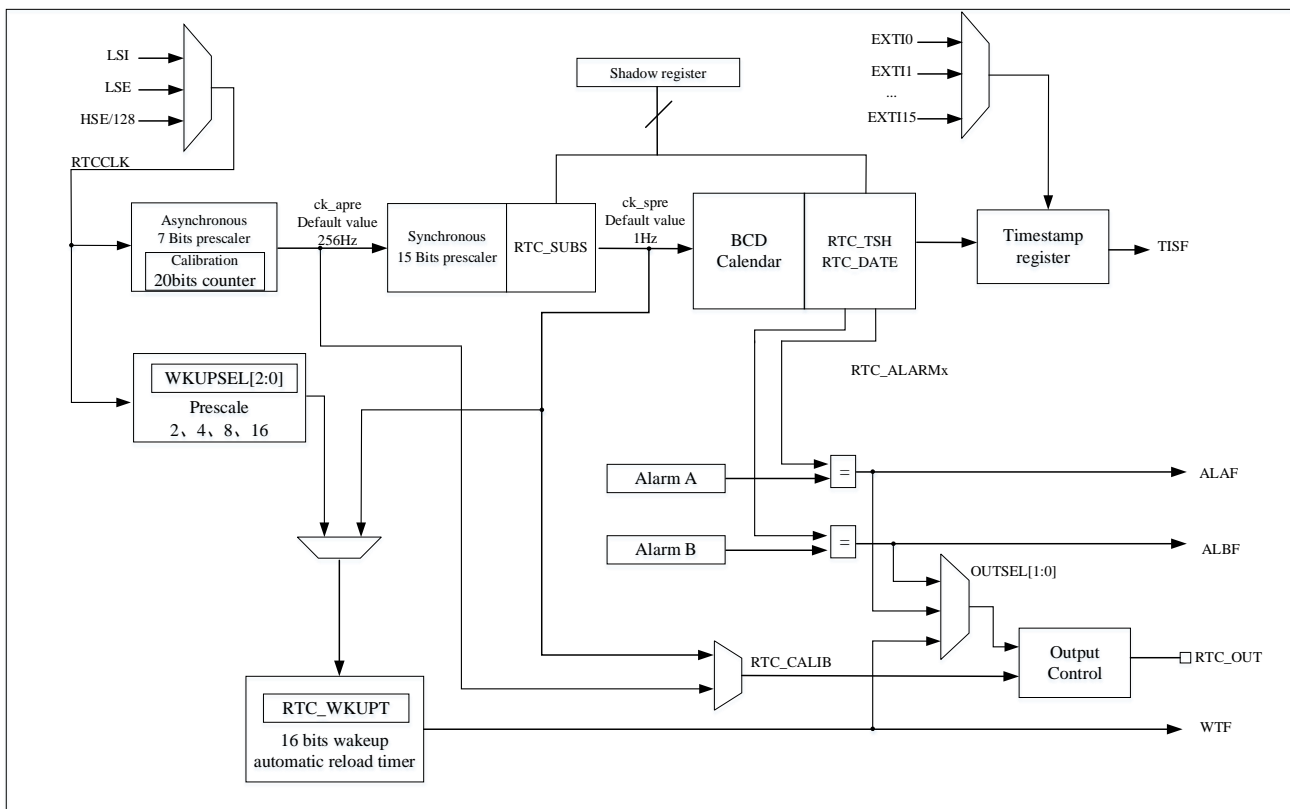 LSI
LSE
HSE/128
RTCCLK
Shadow register
EXTI0
EXTI1
...
EXTI15
Asynchronous
7 Bits prescaler
Calibration
20bits counter
ck_apre
Default value
256Hz
Synchronous
15 Bits prescaler
RTC_SUBS
ck_spre
Default value
1Hz
BCD
Calendar
RTC_TSH
RTC_DATE
Timestamp
register
TISF
WKUPSEL[2:0]
Prescale
2、4、8、16
RTC_ALARMx
Alarm A
=
ALAF
Alarm B
=
ALBF
OUTSEL[1:0]
RTC_CALIB
Output
Control
RTC_OUT
RTC_WKUPT
16 bits wakeup
automatic reload timer
WTF